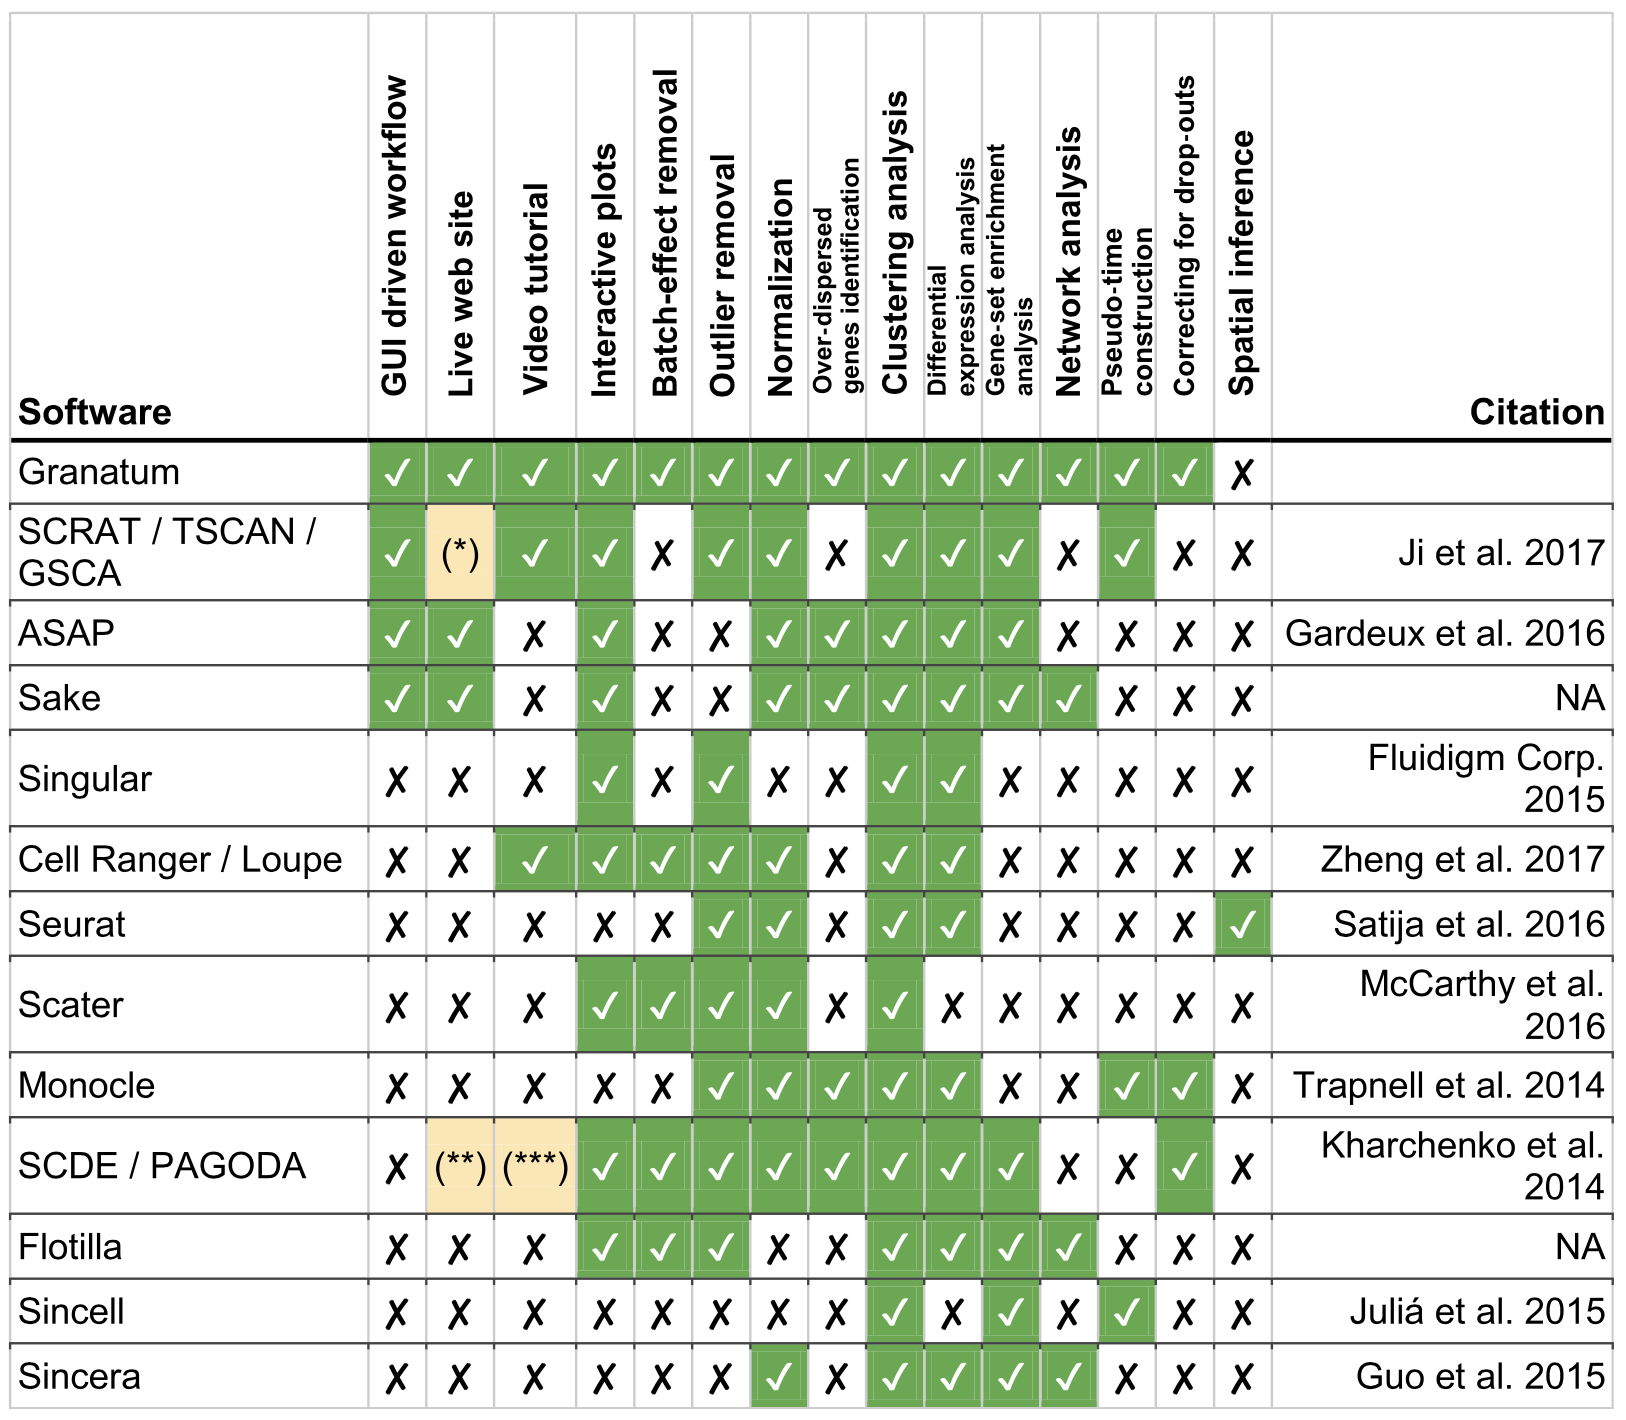 GUI driven workflow
Live web site
Video tutorial
Interactive plots
Batch-effect removal
Outlier removal
Normalization
Over-dispersed
genes identification
Clustering analysis
Differential
expression analysis
Gene-set enrichment
analysis
Network analysis
Pseudo-time
construction
Correcting for drop-outs
Spatial inference
Software Citation
Granatum ✓ ✓ ✓ ✓ ✓ ✓ ✓ ✓ ✓ ✓ ✓ ✓ ✓ ✓ ✗
SCRAT / TSCAN /
GSCA ✓ (*) ✓ ✓ ✗ ✓ ✓ ✗ ✓ ✓ ✓ ✗ ✓ ✗ ✗ Ji et al. 2017
ASAP ✓ ✓ ✗ ✓ ✗ ✗ ✓ ✓ ✓ ✓ ✓ ✗ ✗ ✗ ✗ Gardeux et al. 2016
Sake ✓ ✓ ✗ ✓ ✗ ✗ ✓ ✓ ✓ ✓ ✓ ✓ ✗ ✗ ✗ NA
Singular ✗ ✗ ✗ ✓ ✗ ✓ ✗ ✗ ✓ ✓ ✗ ✗ ✗ ✗ ✗ Fluidigm Corp.
2015
Cell Ranger / Loupe ✗ ✗ ✓ ✓ ✓ ✓ ✓ ✗ ✓ ✓ ✗ ✗ ✗ ✗ ✗ Zheng et al. 2017
Seurat ✗ ✗ ✗ ✗ ✗ ✓ ✓ ✗ ✓ ✓ ✗ ✗ ✗ ✗ ✓ Satija et al. 2016
Scater ✗ ✗ ✗ ✓ ✓ ✓ ✓ ✗ ✓ ✗ ✗ ✗ ✗ ✗ ✗ McCarthy et al.
2016
Monocle ✗ ✗ ✗ ✗ ✗ ✓ ✓ ✓ ✓ ✓ ✗ ✗ ✓ ✓ ✗ Trapnell et al. 2014
SCDE / PAGODA ✗ (**) (***) ✓ ✓ ✓ ✓ ✓ ✓ ✓ ✓ ✗ ✗ ✓ ✗ Kharchenko et al.
2014
Flotilla ✗ ✗ ✗ ✓ ✓ ✓ ✗ ✗ ✓ ✓ ✓ ✓ ✗ ✗ ✗ NA
Sincell ✗ ✗ ✗ ✗ ✗ ✗ ✗ ✗ ✓ ✗ ✓ ✗ ✓ ✗ ✗ Juliá et al. 2015
Sincera ✗ ✗ ✗ ✗ ✗ ✗ ✓ ✗ ✓ ✓ ✓ ✓ ✗ ✗ ✗ Guo et al. 2015